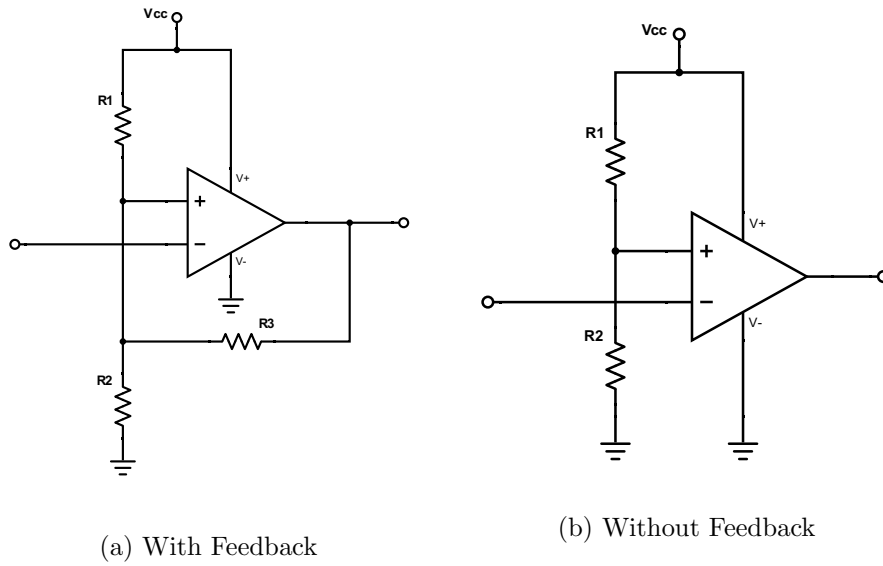 Vcc
R1
V+
+
−
V-
R3
R2
(a) With Feedback
Vcc
R1
V+
+
−
R2
V-
(b) Without Feedback